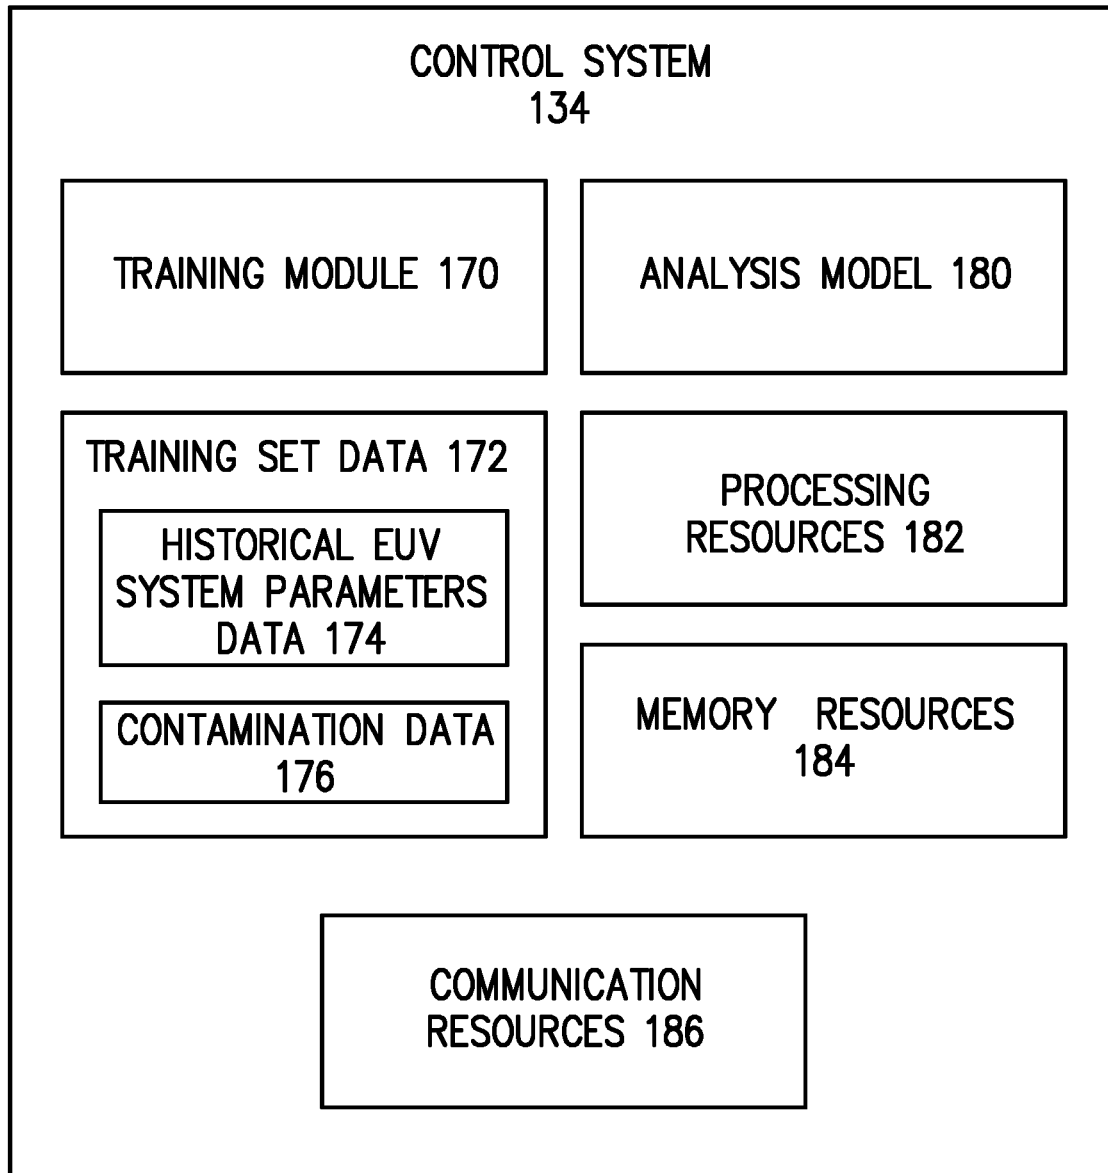 CONTROL SYSTEM
134
TRAINING MODULE 170
ANALYSIS MODEL 180
TRAINING SET DATA 172
HISTORICAL EUV
SYSTEM PARAMETERS
DATA 174
CONTAMINATION DATA
176
PROCESSING
RESOURCES 182
MEMORY RESOURCES
184
COMMUNICATION
RESOURCES 186